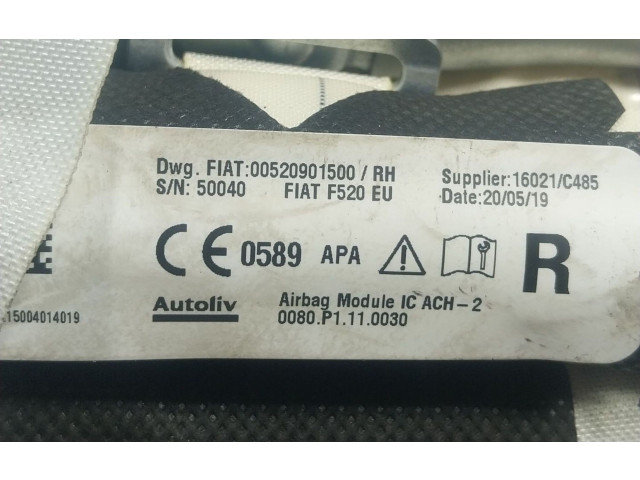 Dwg. FIAT:00520901500 / RH
S/N: 50040 FIAT F520 EU
Supplier:16021/C485
Date:20/05/19
CE 0589 APA R
Autoliv
Airbag Module IC ACH-2
0080.P1.11.0030
15004014019